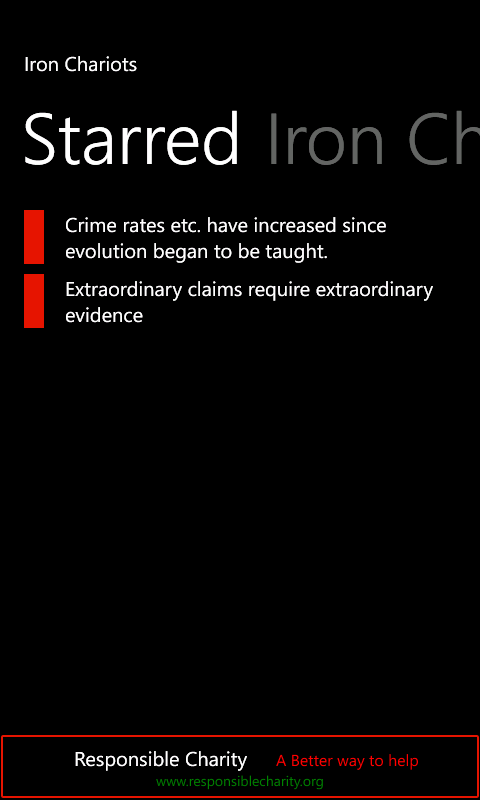 Iron Chariots
Starred Iron Ch
Crime rates etc. have increased since
evolution began to be taught.
Extraordinary claims require extraordinary
evidence
Responsible Charity A Better way to help
www.responsiblecharity.org